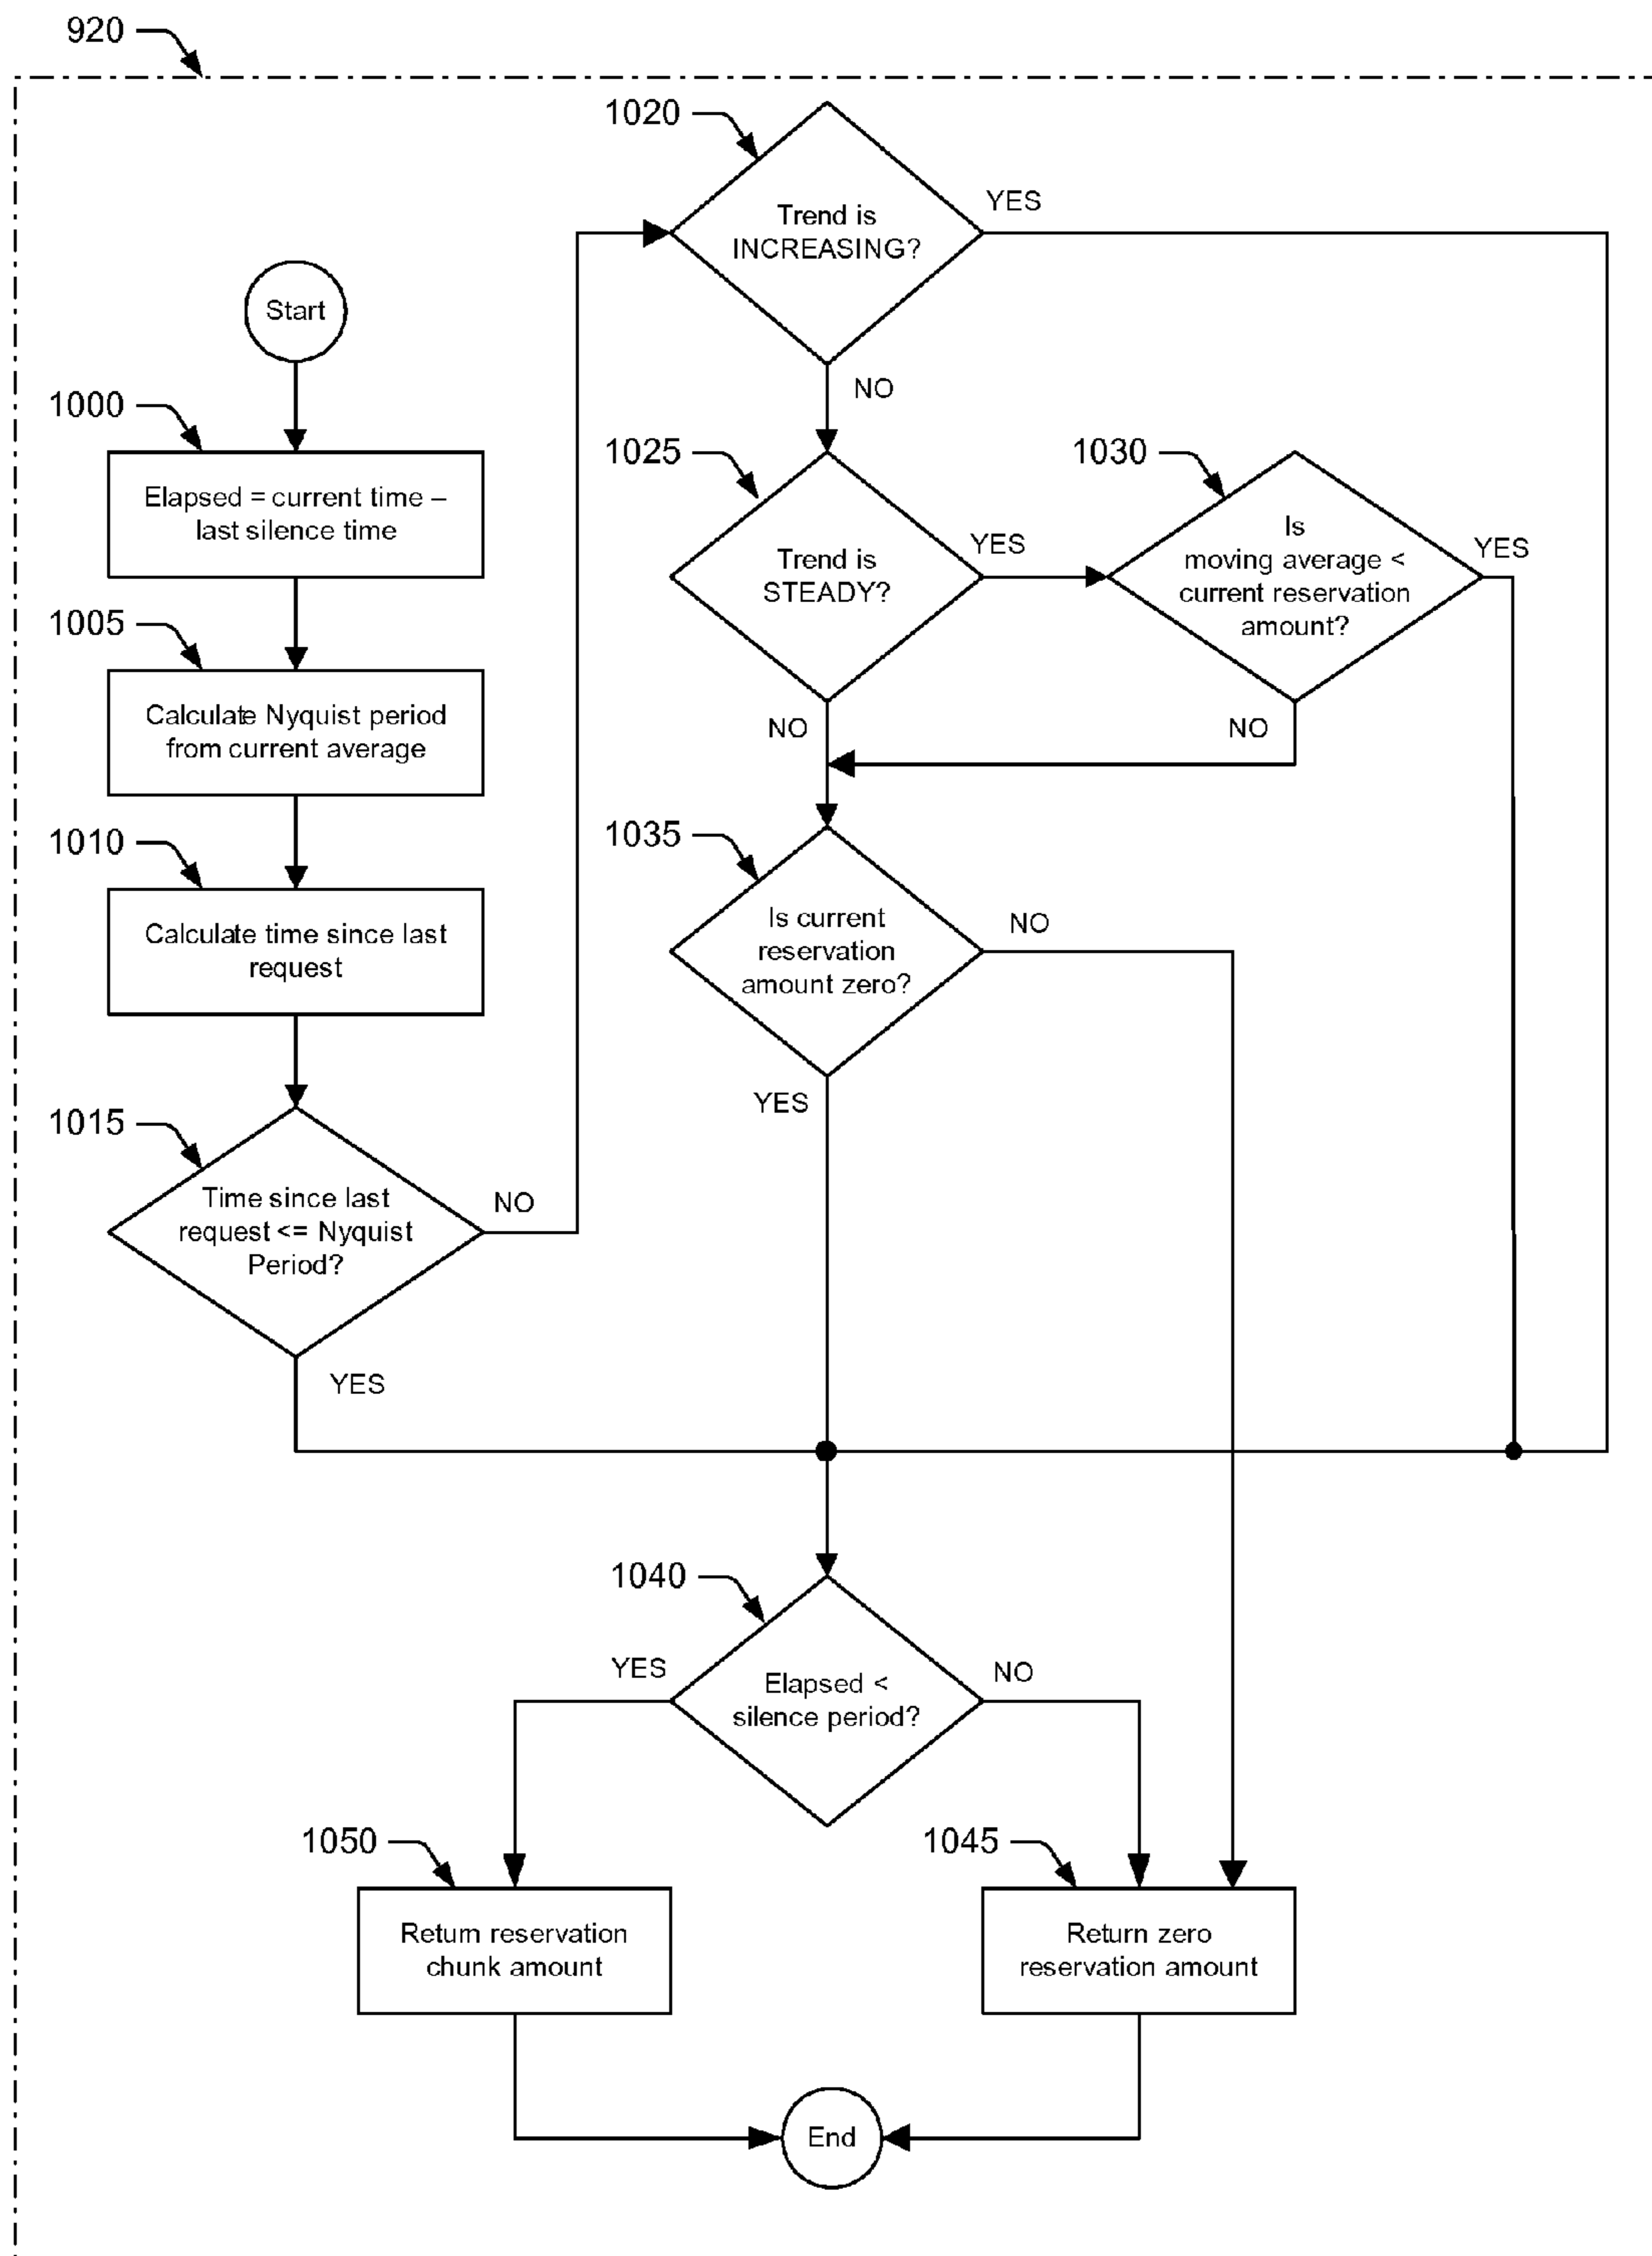 920
Start
1000
Elapsed = current time –
last silence time
1005
Calculate Nyquist period
from current average
1010
Calculate time since last
request
1015
Time since last
request <= Nyquist
Period?
NO
YES
1020
Trend is
INCREASING?
YES
NO
1025
Trend is
STEADY?
YES
NO
1030
Is
moving average <
current reservation
amount?
YES
NO
1035
Is current
reservation
amount zero?
NO
YES
1040
Elapsed <
silence period?
YES
NO
1050
Return reservation
chunk amount
1045
Return zero
reservation amount
End